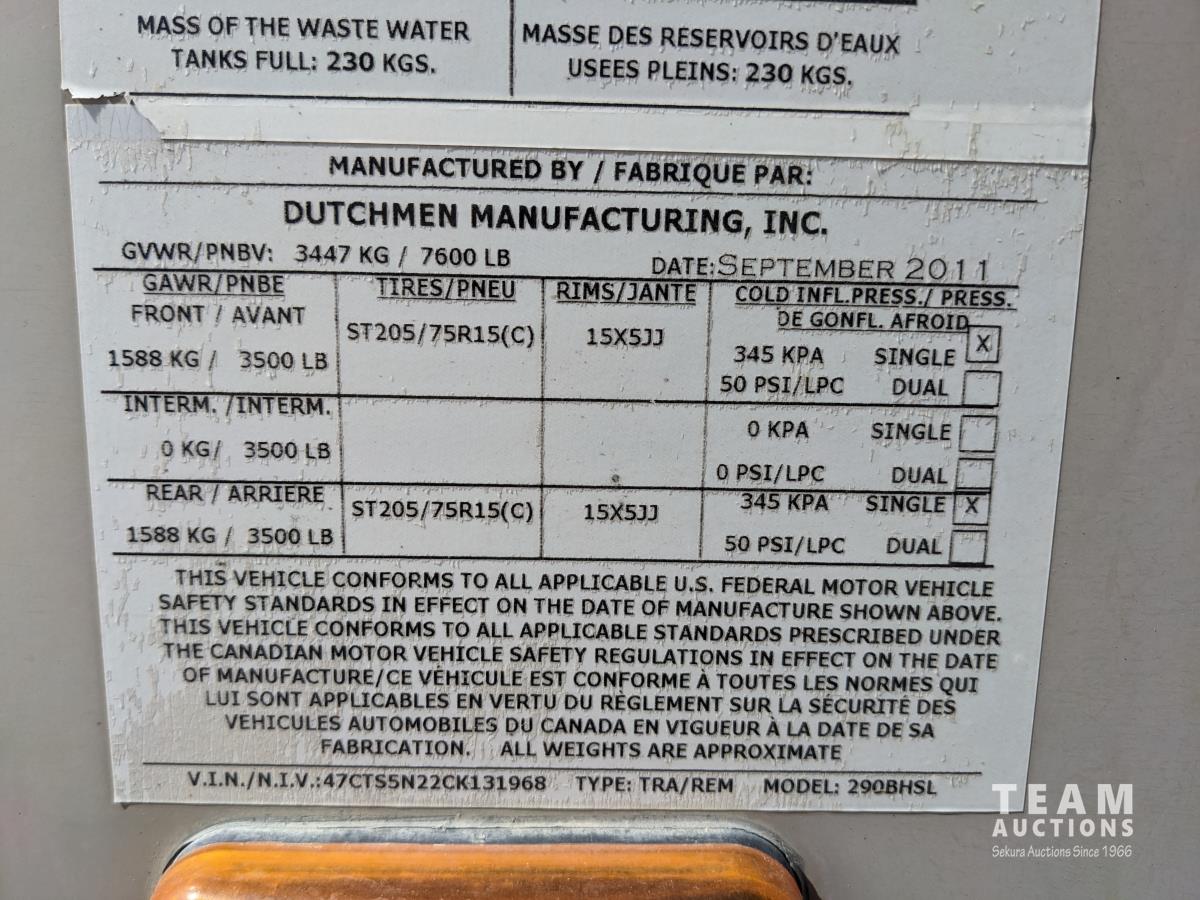 MASS OF THE WASTE WATER
TANKS FULL: 230 KGS.
MASSE DES RESERVOIRS D'EAUX
USEES PLEINS: 230 KGS.
MANUFACTURED BY / FABRIQUE PAR:
DUTCHMEN MANUFACTURING, INC.
GVWR/PNBV: 3447 KG / 7600 LB DATE:SEPTEMBER 2011
GAWR/PNBE TIRES/PNEU RIMS/JANTE COLD INFL.PRESS./ PRESS.
DE GONFL. AFROID
FRONT / AVANT
ST205/75R15(C) 15X5JJ
1588 KG / 3500 LB 345 KPA SINGLE X
50 PSI/LPC DUAL
INTERM. /INTERM.
0 KPA SINGLE
0 KG/ 3500 LB
0 PSI/LPC DUAL
REAR / ARRIERE
ST205/75R15(C) 15X5JJ 345 KPA SINGLE X
1588 KG / 3500 LB 50 PSI/LPC DUAL
THIS VEHICLE CONFORMS TO ALL APPLICABLE U.S. FEDERAL MOTOR VEHICLE
SAFETY STANDARDS IN EFFECT ON THE DATE OF MANUFACTURE SHOWN ABOVE.
THIS VEHICLE CONFORMS TO ALL APPLICABLE STANDARDS PRESCRIBED UNDER
THE CANADIAN MOTOR VEHICLE SAFETY REGULATIONS IN EFFECT ON THE DATE
OF MANUFACTURE/CE VÉHICULE EST CONFORME À TOUTES LES NORMES QUI
LUI SONT APPLICABLES EN VERTU DU RÈGLEMENT SUR LA SÉCURITÉ DES
VEHICULES AUTOMOBILES DU CANADA EN VIGUEUR À LA DATE DE SA
FABRICATION. ALL WEIGHTS ARE APPROXIMATE
V.I.N./N.I.V.:47CTS5N22CK131968 TYPE: TRA/REM MODEL: 290BHSL
TEAM
AUCTIONS
Sekura Auctions Since 1966